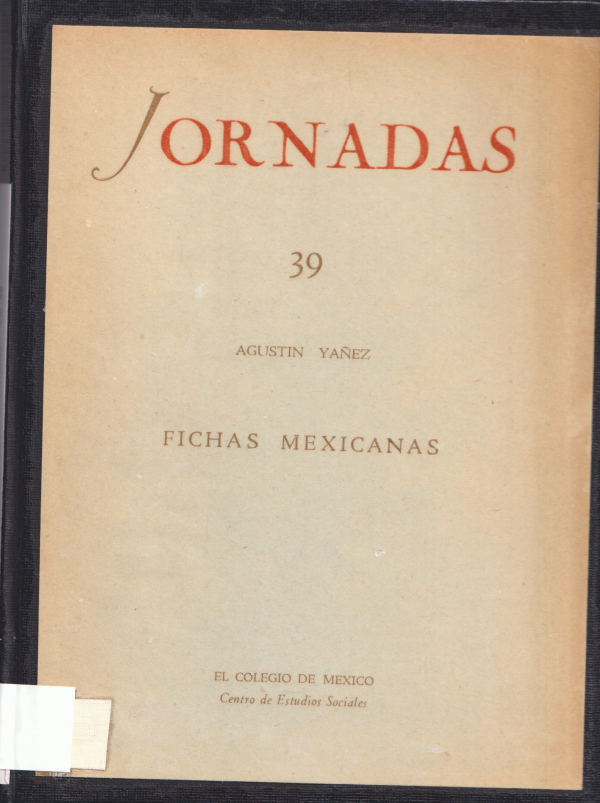 JORNADAS
39
AGUSTIN YAÑEZ
FICHAS MEXICANAS
EL COLEGIO DE MEXICO
Centro de Estudios Sociales